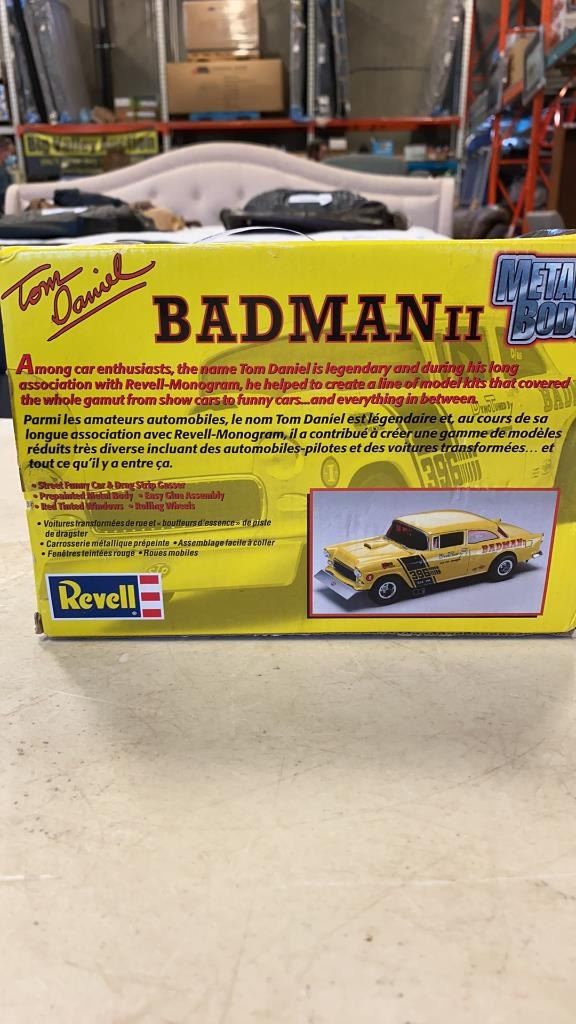 Big Valley Auction
Tom
Daniel
BADMAN II
METAL
BODY
Among car enthusiasts, the name Tom Daniel is legendary and during his long
association with Revell-Monogram, he helped to create a line of model kits that covered
the whole gamut from show cars to funny cars...and everything in between.
Parmi les amateurs automobiles, le nom Tom Daniel est légendaire et, au cours de sa
longue association avec Revell-Monogram, il a contribué à créer une gamme de modèles
réduits très diverse incluant des automobiles-pilotes et des voitures transformées... et
tout ce qu'il y a entre ça.
• Street Funny Car & Drag Strip Gasser
• Prepainted Metal Body • Easy Glue Assembly
• Red Tinted Windows • Rolling Wheels
• Voitures transformées de rue et « bouffeurs d'essence » de piste
de dragster
• Carrosserie métallique prépeinte • Assemblage facile à coller
• Fenêtres teintées rouge • Roues mobiles
396
Revell
BADMAN
396